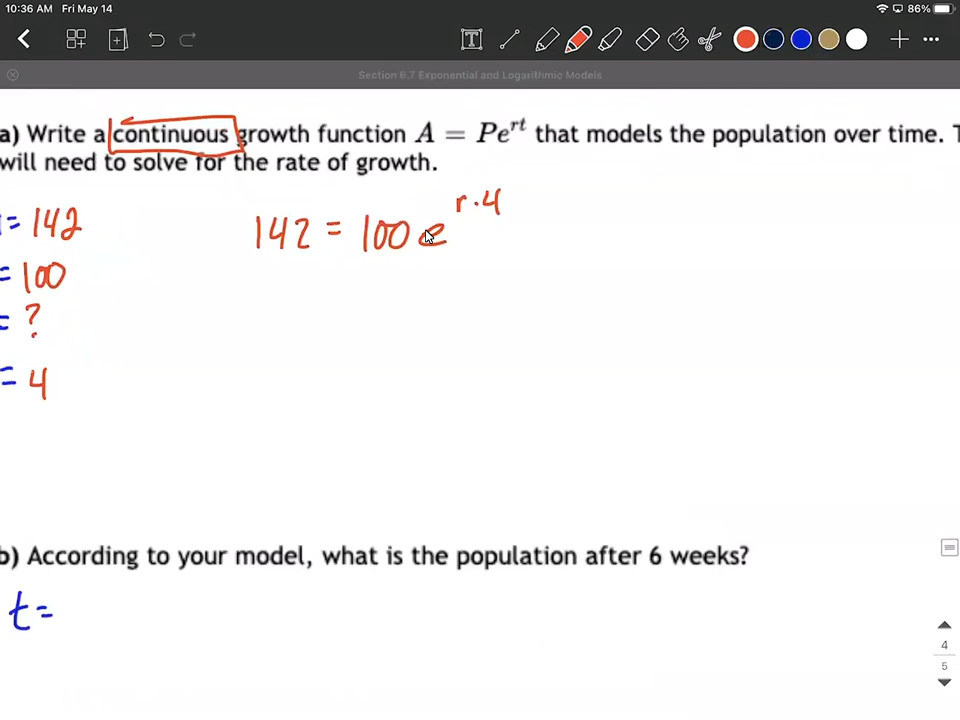 10:36 AM Fri May 14 86%
Section 6.7 Exponential and Logarithmic Models
a) Write a continuous growth function A = Pe^{rt} that models the population over time.
will need to solve for the rate of growth.
= 142
142 = 100 e^{r·4}
= 100
= ?
= 4
b) According to your model, what is the population after 6 weeks?
t =
4
5